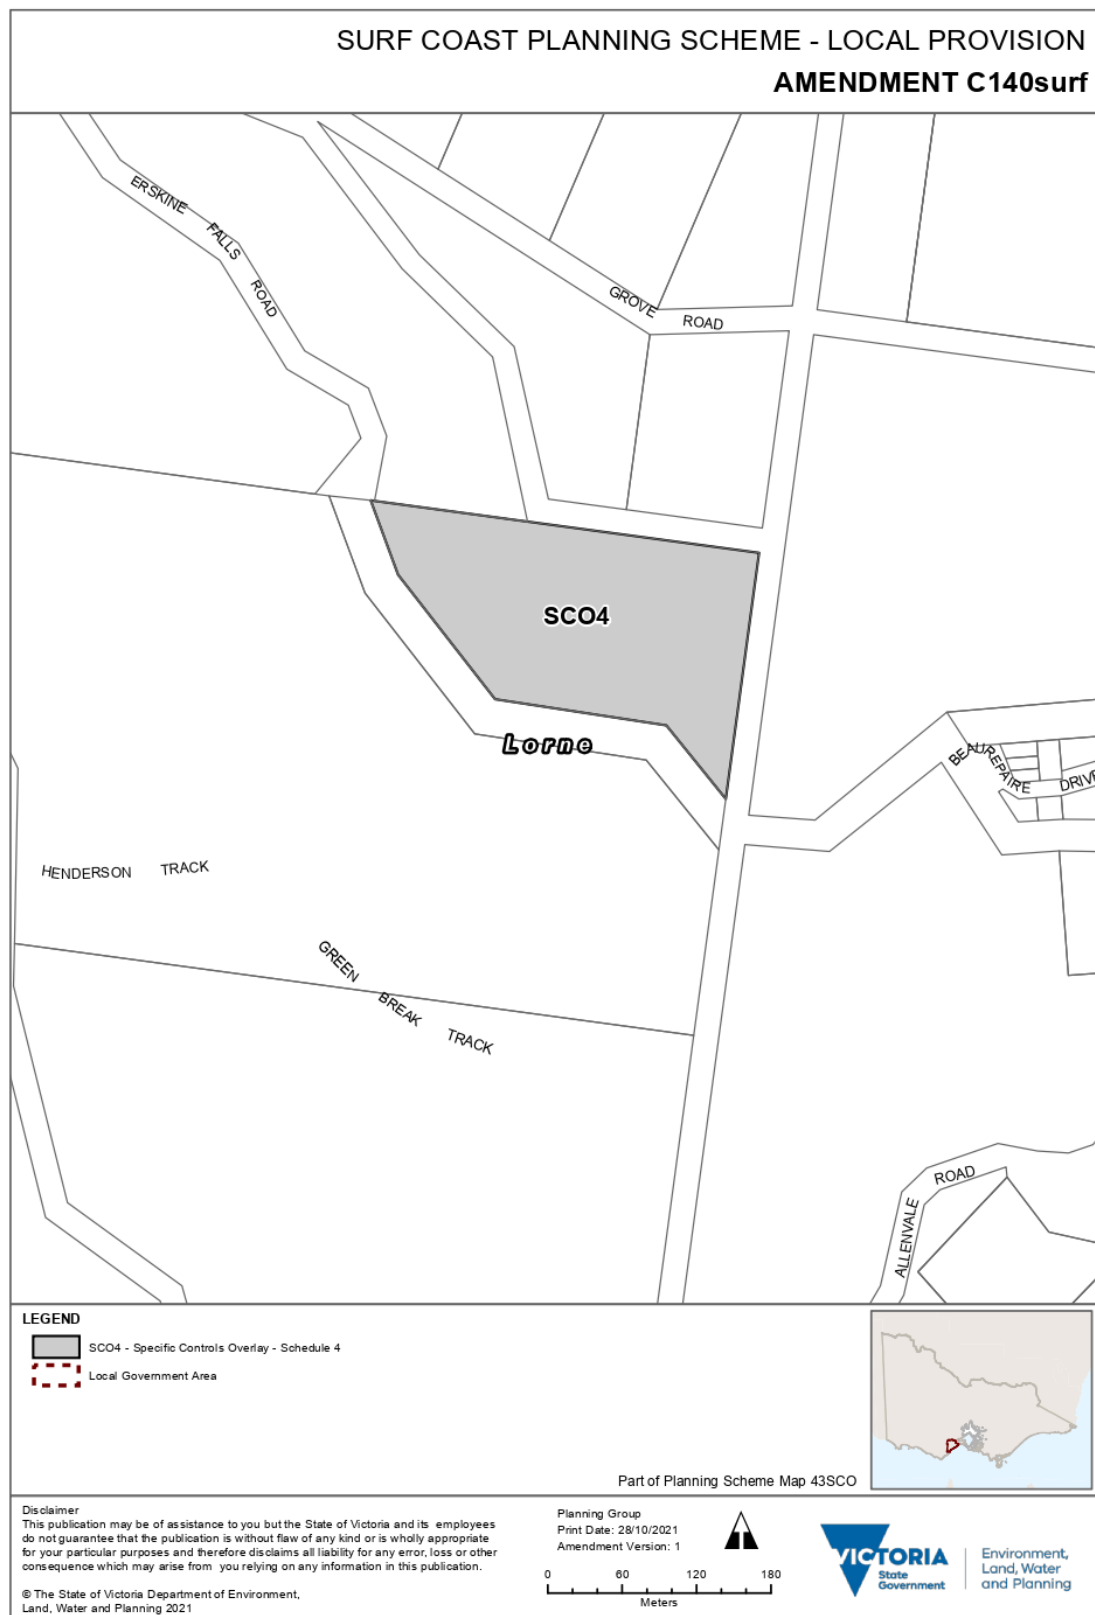 SURF COAST PLANNING SCHEME - LOCAL PROVISION
AMENDMENT C140surf
ERSKINE FALLS ROAD
GROVE ROAD
SCO4
Lorne
BEAUREPAIRE DRIVE
HENDERSON TRACK
GREEN BREAK TRACK
ALLENVALE ROAD
LEGEND
SCO4 - Specific Controls Overlay - Schedule 4
Local Government Area
Part of Planning Scheme Map 43SCO
Disclaimer
This publication may be of assistance to you but the State of Victoria and its employees
do not guarantee that the publication is without flaw of any kind or is wholly appropriate
for your particular purposes and therefore disclaims all liability for any error, loss or other
consequence which may arise from you relying on any information in this publication.
© The State of Victoria Department of Environment,
Land, Water and Planning 2021
Planning Group
Print Date: 28/10/2021
Amendment Version: 1
0 60 120 180
Meters
VICTORIA
State
Government
Environment,
Land, Water
and Planning